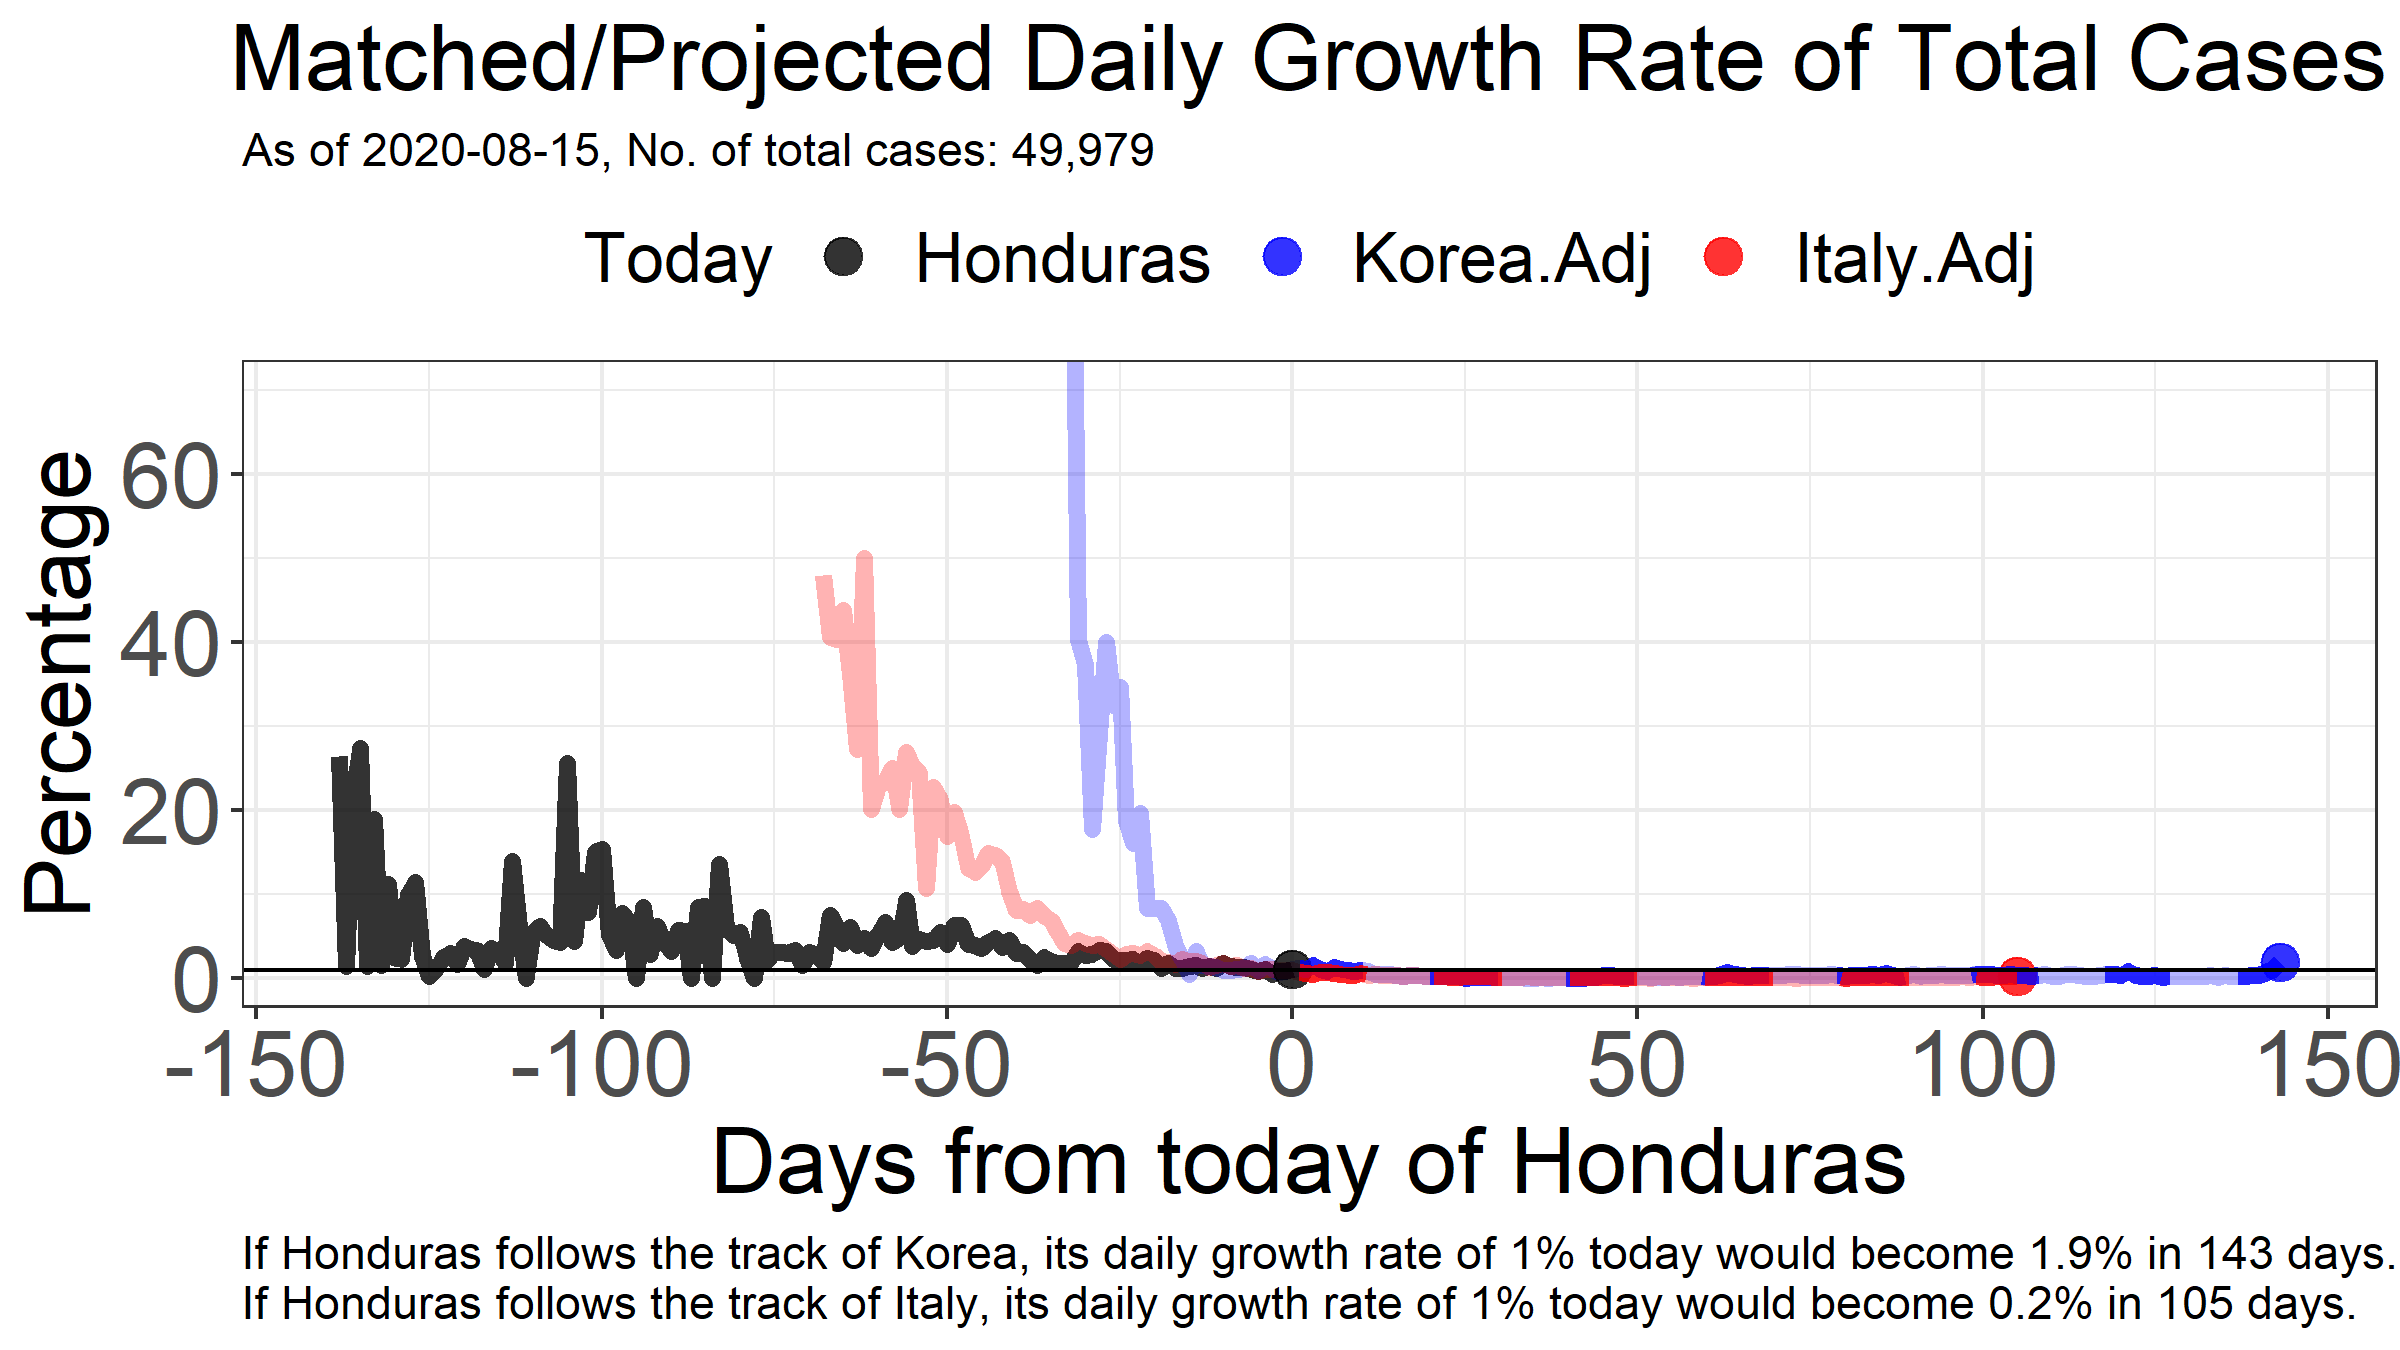 Matched/Projected Daily Growth Rate of Total Cases
As of 2020-08-15, No. of total cases: 49,979
Today Honduras Korea.Adj Italy.Adj
Percentage
60
40
20
0
-150 -100 -50 0 50 100 150
Days from today of Honduras
If Honduras follows the track of Korea, its daily growth rate of 1% today would become 1.9% in 143 days.
If Honduras follows the track of Italy, its daily growth rate of 1% today would become 0.2% in 105 days.